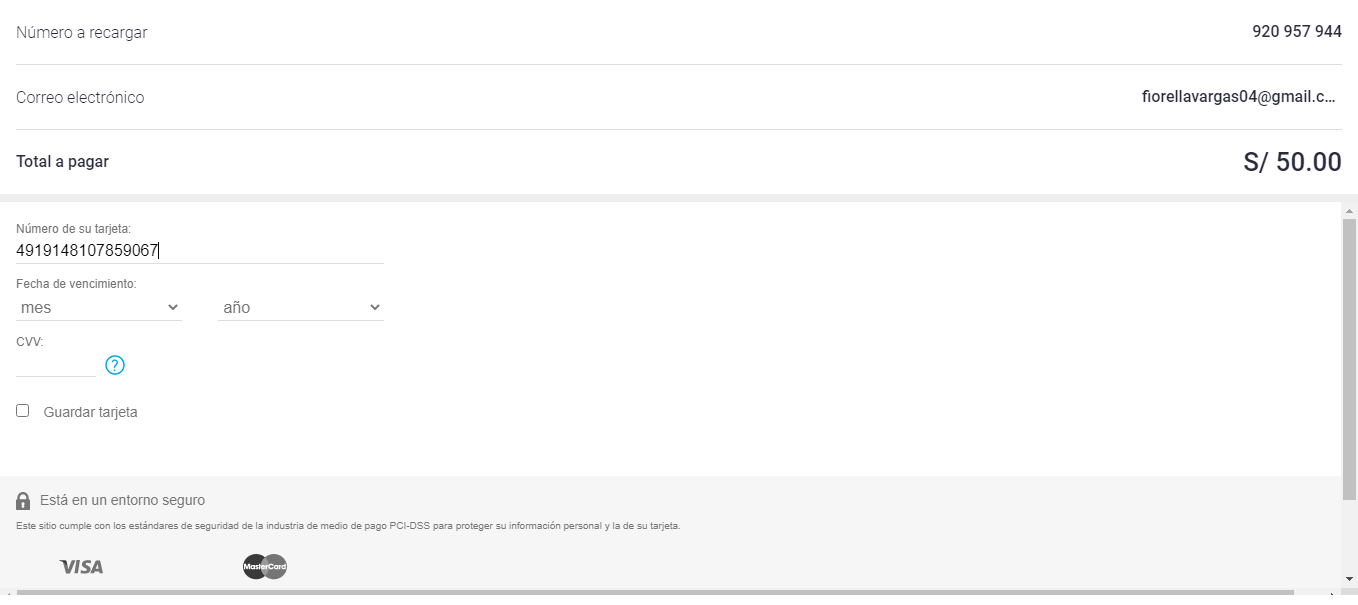 Número a recargar 920 957 944
Correo electrónico fiorellavargas04@gmail.c...
Total a pagar S/ 50.00
Número de su tarjeta:
4919148107859067
Fecha de vencimiento:
mes año
CVV:
?
Guardar tarjeta
Está en un entorno seguro
Este sitio cumple con los estándares de seguridad de la industria de medio de pago PCI-DSS para proteger su información personal y la de su tarjeta.
VISA MasterCard